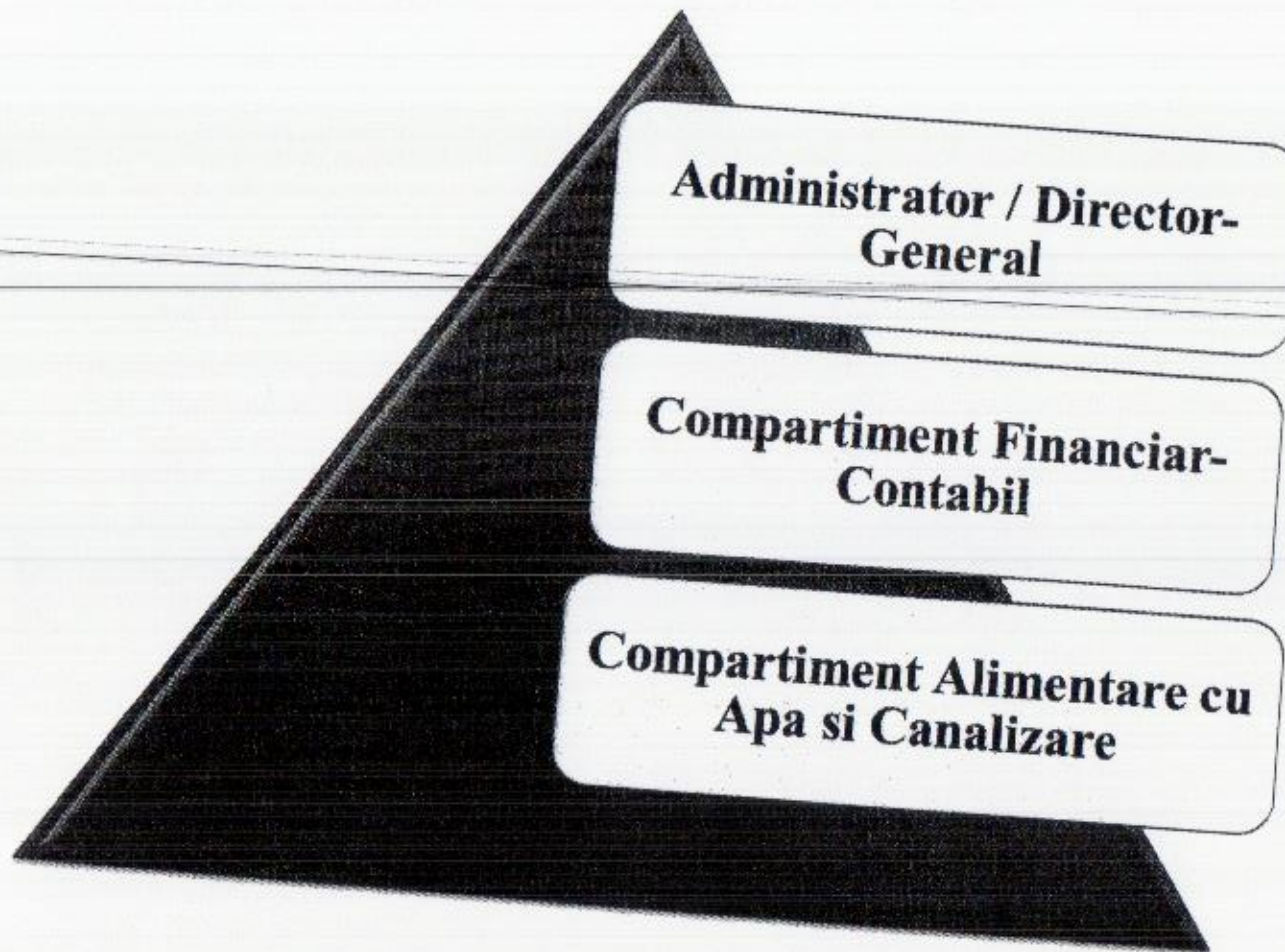 Administrator / Director-
General
Compartiment Financiar-
Contabil
Compartiment Alimentare cu
Apa si Canalizare